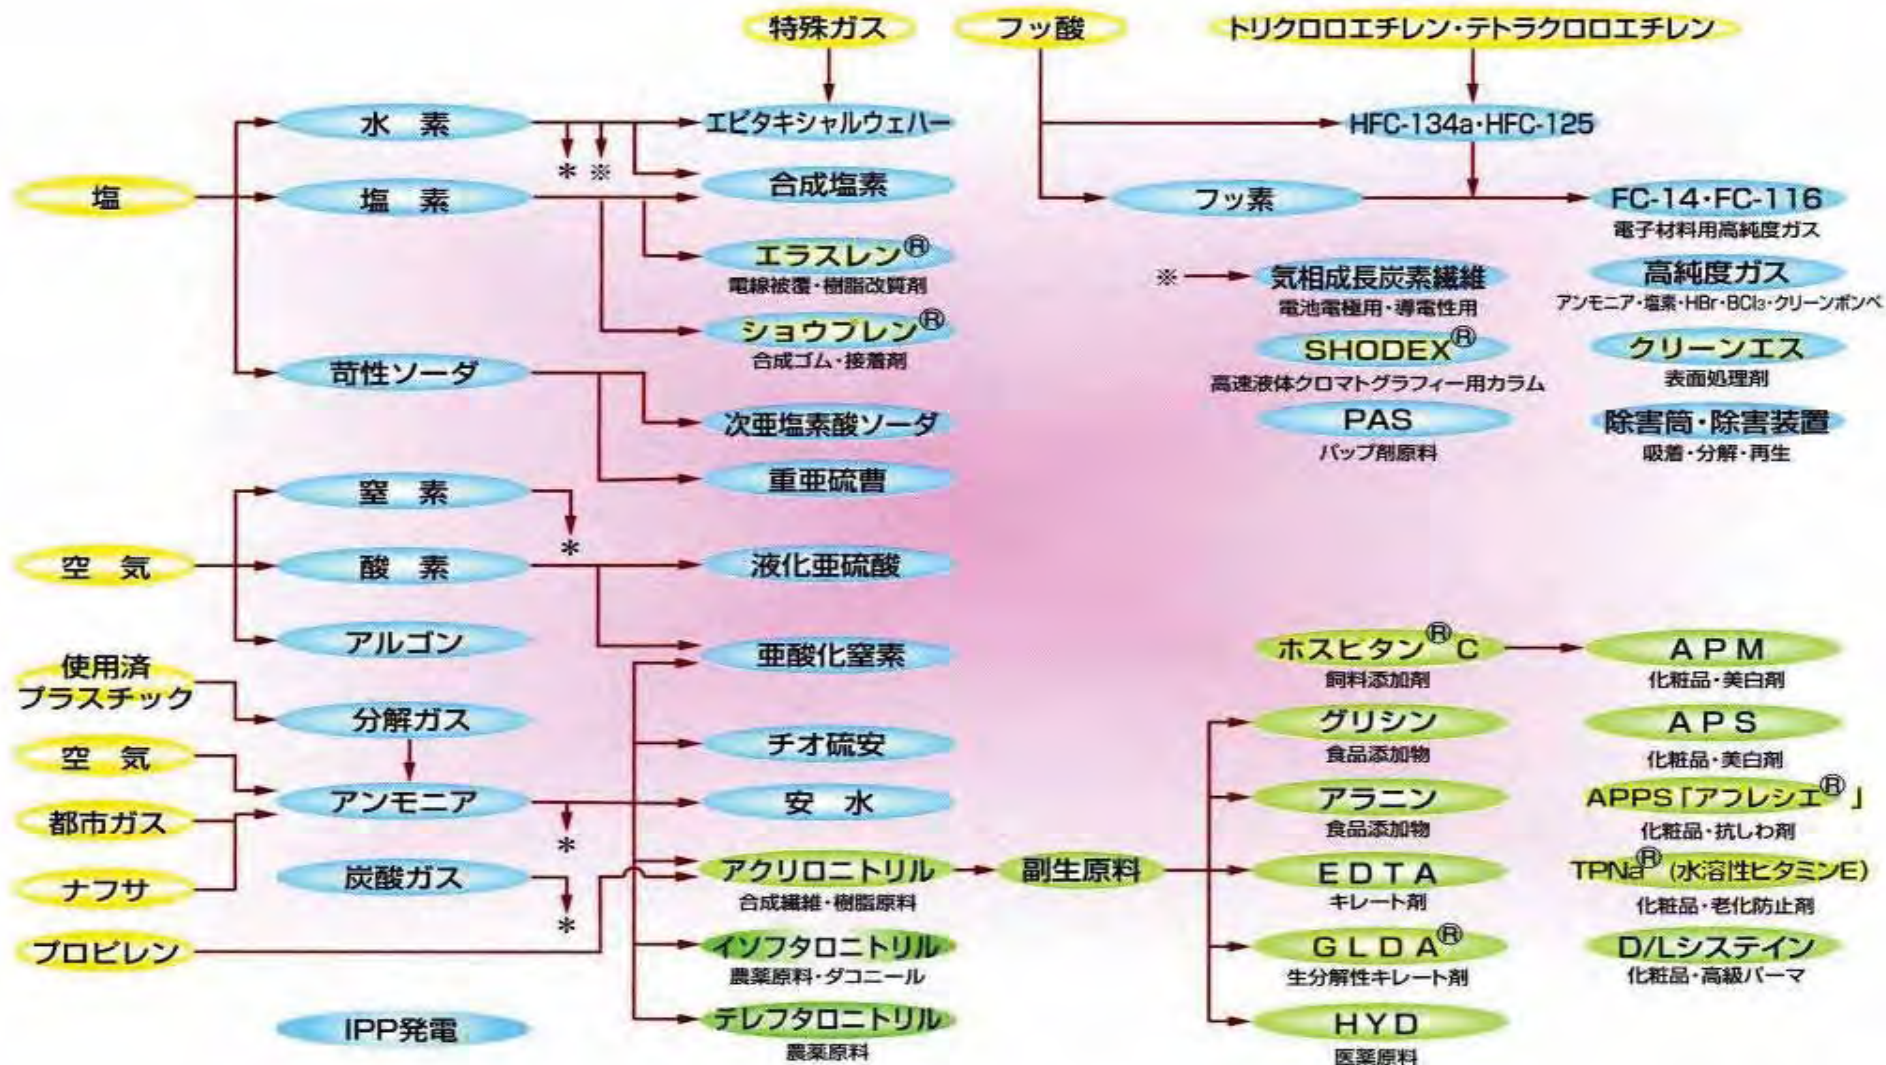 特殊ガス
フッ酸
トリクロロエチレン・テトラクロロエチレン
水 素
エピタキシャルウェハー
HFC-134a・HFC-125
* ※
塩
塩 素
合成塩素
フッ素
FC-14・FC-116
電子材料用高純度ガス
エラスレン®
電線被覆・樹脂改質剤
※
気相成長炭素繊維
電池電極用・導電性用
高純度ガス
アンモニア・塩素・HBr・BCl3・クリーンボンベ
ショウプレン®
合成ゴム・接着剤
SHODEX®
高速液体クロマトグラフィー用カラム
クリーンエス
表面処理剤
苛性ソーダ
次亜塩素酸ソーダ
PAS
パップ剤原料
除害筒・除害装置
吸着・分解・再生
重亜硫曹
窒 素
*
空 気
酸 素
液化亜硫酸
アルゴン
亜酸化窒素
ホスピタン®C
飼料添加剤
APM
化粧品・美白剤
使用済
プラスチック
分解ガス
チオ硫安
グリシン
食品添加物
APS
化粧品・美白剤
空 気
アンモニア
安 水
アラニン
食品添加物
APPS「アプレシエ®」
化粧品・抗しわ剤
都市ガス
*
炭酸ガス
アクリロニトリル
合成繊維・樹脂原料
副生原料
EDTA
キレート剤
TPNa®(水溶性ビタミンE)
化粧品・老化防止剤
ナフサ
*
プロピレン
イソフタロニトリル
農薬原料・ダコニール
GLDA®
生分解性キレート剤
D/Lシステイン
化粧品・高級パーマ
IPP発電
テレフタロニトリル
農薬原料
HYD
医薬原料